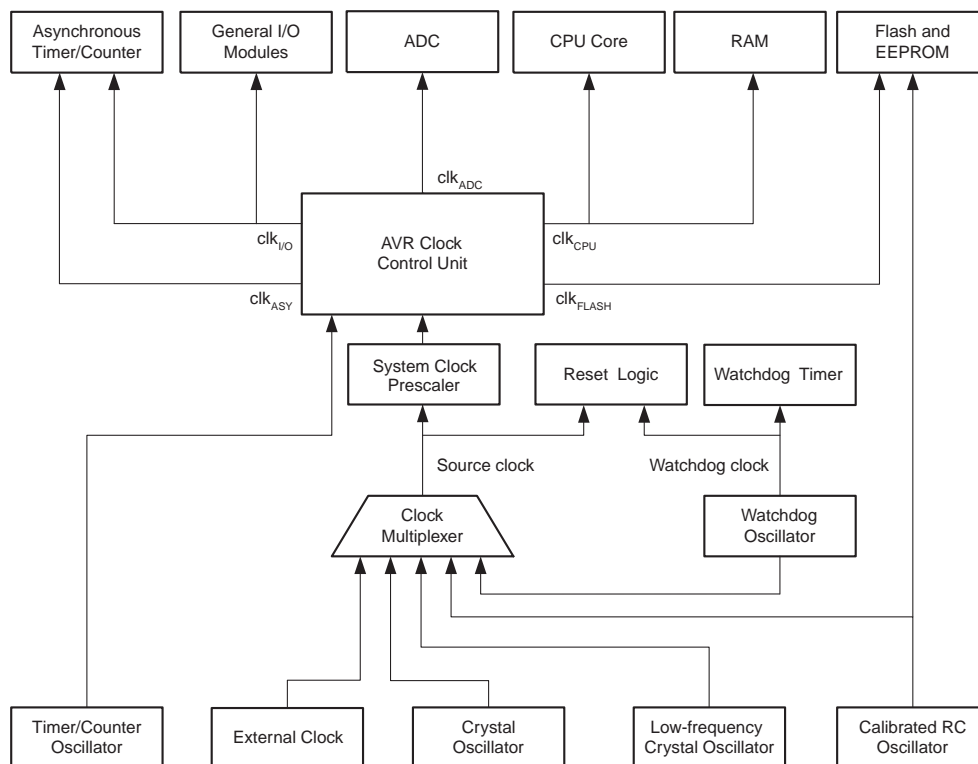 Asynchronous
Timer/Counter
General I/O
Modules
ADC
CPU Core
RAM
Flash and
EEPROM
clkADC
clkI/O
AVR Clock
Control Unit
clkCPU
clkASY
clkFLASH
System Clock
Prescaler
Reset Logic
Watchdog Timer
Source clock
Watchdog clock
Clock
Multiplexer
Watchdog
Oscillator
Timer/Counter
Oscillator
External Clock
Crystal
Oscillator
Low-frequency
Crystal Oscillator
Calibrated RC
Oscillator